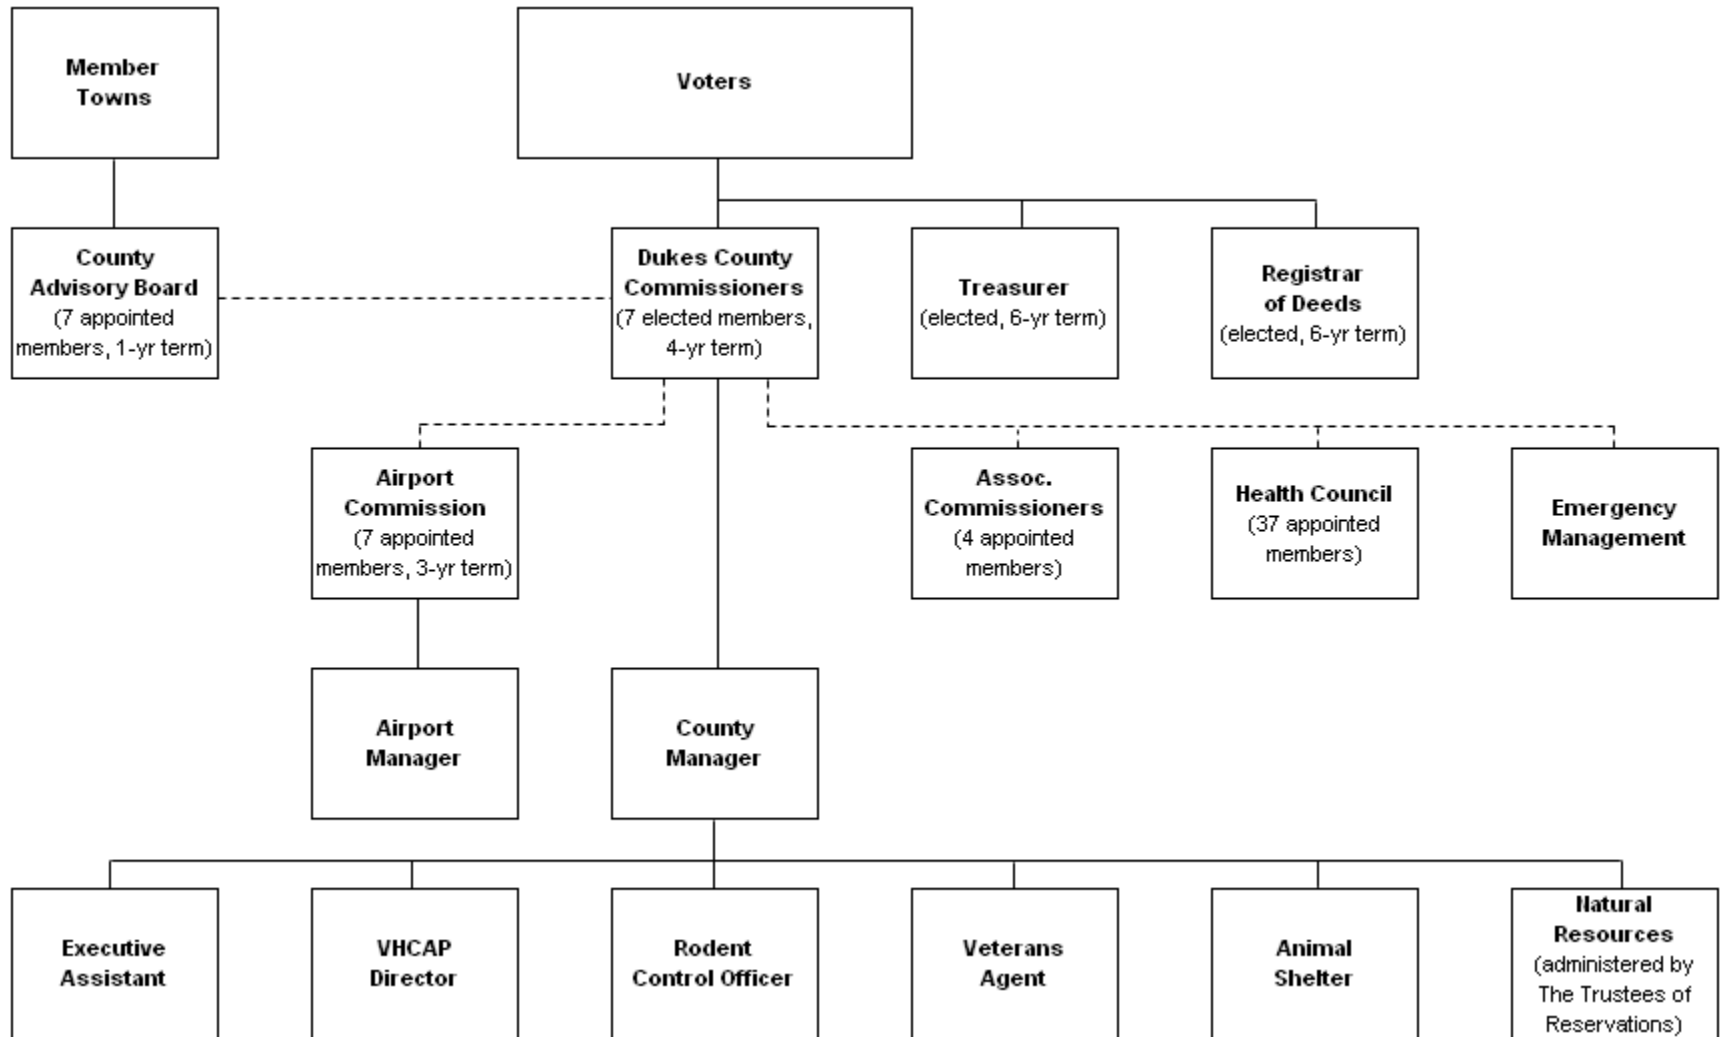 Member
Towns
Voters
County
Advisory Board
(7 appointed
members, 1-yr term)
Dukes County
Commissioners
(7 elected members,
4-yr term)
Treasurer
(elected, 6-yr term)
Registrar
of Deeds
(elected, 6-yr term)
Airport
Commission
(7 appointed
members, 3-yr term)
Assoc.
Commissioners
(4 appointed
members)
Health Council
(37 appointed
members)
Emergency
Management
Airport
Manager
County
Manager
Executive
Assistant
VHCAP
Director
Rodent
Control Officer
Veterans
Agent
Animal
Shelter
Natural
Resources
(administered by
The Trustees of
Reservations)